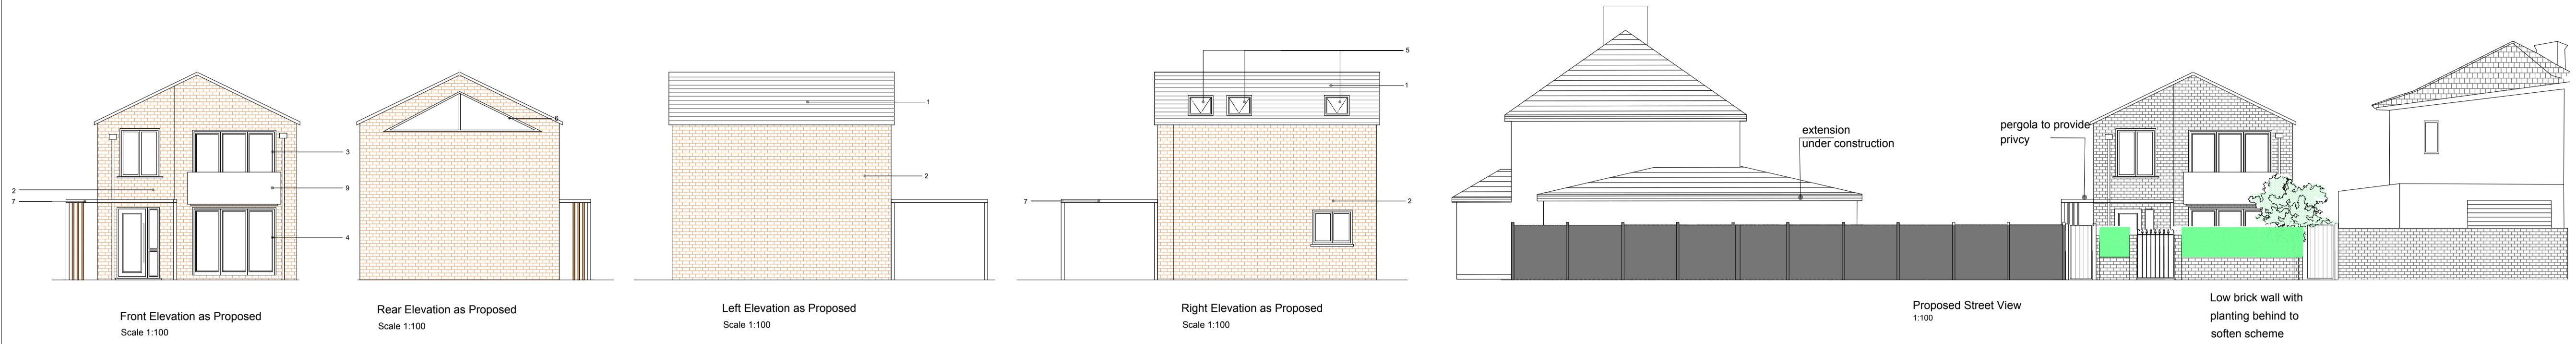 2
7
3
9
4
Front Elevation as Proposed
Scale 1:100
6
Rear Elevation as Proposed
Scale 1:100
1
2
Left Elevation as Proposed
Scale 1:100
5
1
7
2
Right Elevation as Proposed
Scale 1:100
extension
under construction
pergola to provide
privcy
Proposed Street View
1:100
Low brick wall with
planting behind to
soften scheme